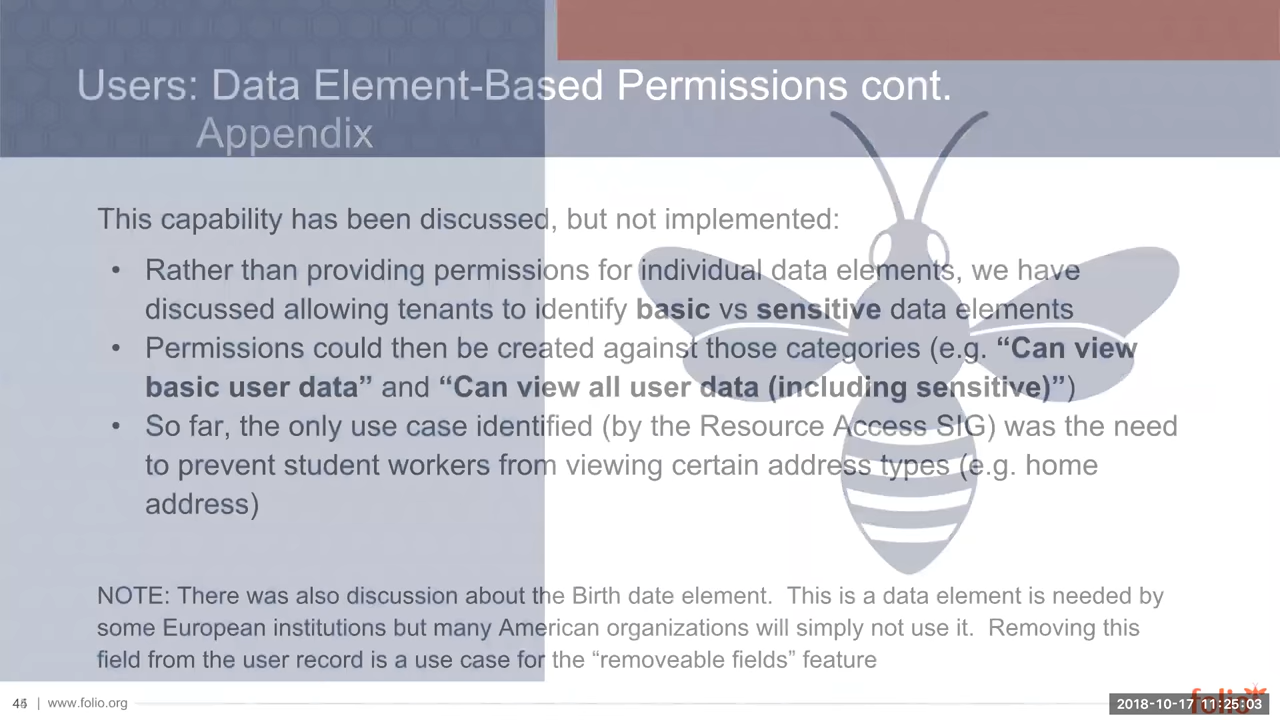 Users: Data Element-Based Permissions cont.
Appendix
This capability has been discussed, but not implemented:
• Rather than providing permissions for individual data elements, we have
discussed allowing tenants to identify basic vs sensitive data elements
• Permissions could then be created against those categories (e.g. “Can view
basic user data” and “Can view all user data (including sensitive)”)
• So far, the only use case identified (by the Resource Access SIG) was the need
to prevent student workers from viewing certain address types (e.g. home
address)
NOTE: There was also discussion about the Birth date element.  This is a data element is needed by
some European institutions but many American organizations will simply not use it.  Removing this
field from the user record is a use case for the “removeable fields” feature
| www.folio.org
folio
2018-10-17 11:25:03